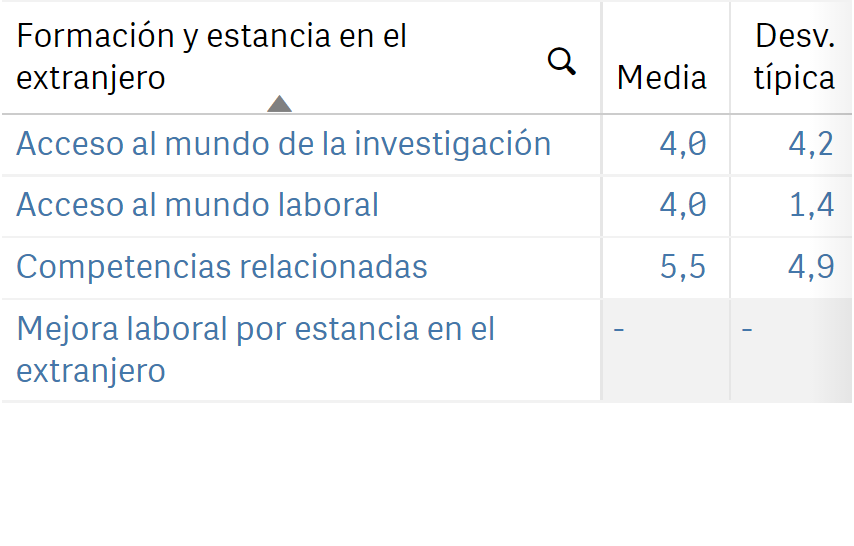 Formación y estancia en el
extranjero
Media
Desv.
típica
Acceso al mundo de la investigación 4,0 4,2
Acceso al mundo laboral 4,0 1,4
Competencias relacionadas 5,5 4,9
Mejora laboral por estancia en el
extranjero
- -